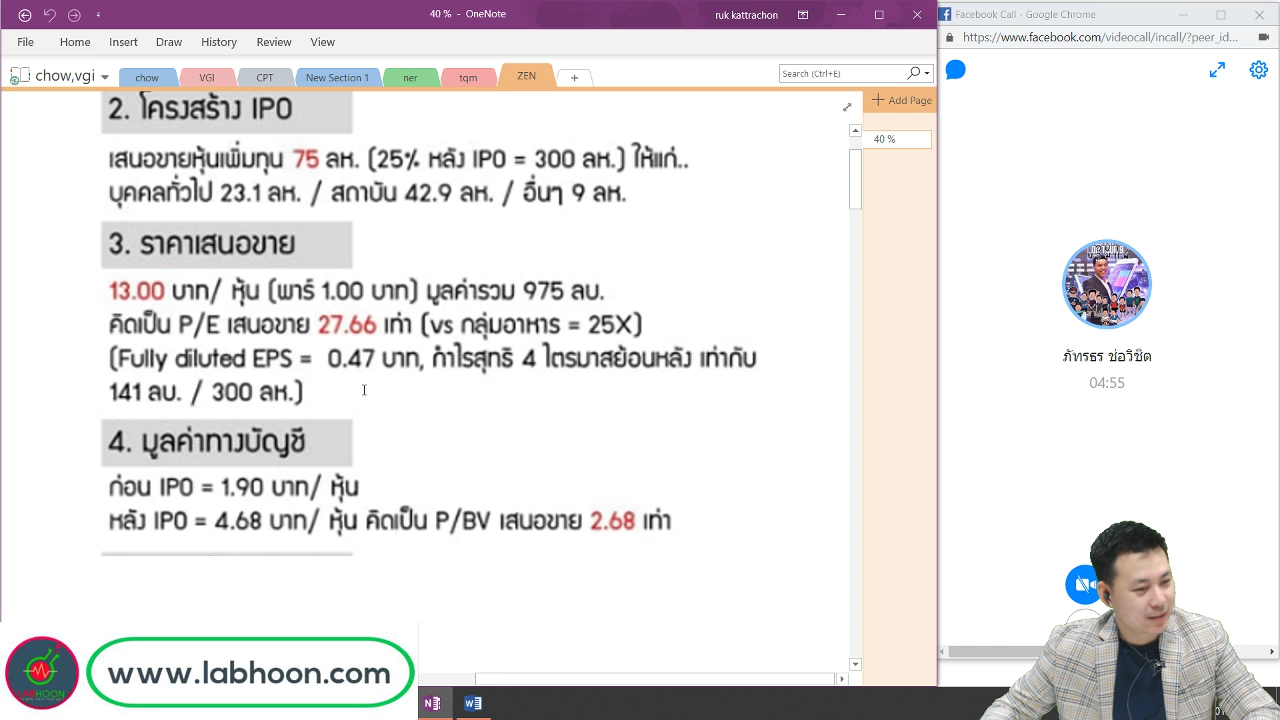 40 % - OneNote
ruk kattrachon
Facebook Call - Google Chrome
https://www.facebook.com/videocall/incall/?peer_id...
File Home Insert Draw History Review View
chow,vgi
chow VGI CPT New Section 1 ner tqm ZEN
Search (Ctrl+E)
Add Page
40 %
2. โครงสร้าง IPO
เสนอขายหุ้นเพิ่มทุน 75 ลห. (25% หลัง IPO = 300 ลห.) ให้แก่..
บุคคลทั่วไป 23.1 ลห. / สถาบัน 42.9 ลห. / อื่นๆ 9 ลห.
3. ราคาเสนอขาย
13.00 บาท/ หุ้น (พาร์ 1.00 บาท) มูลค่ารวม 975 ลบ.
คิดเป็น P/E เสนอขาย 27.66 เท่า (vs กลุ่มอาหาร = 25X)
(Fully diluted EPS = 0.47 บาท, กำไรสุทธิ 4 ไตรมาสย้อนหลัง เท่ากับ
141 ลบ. / 300 ลห.)
4. มูลค่าทางบัญชี
ก่อน IPO = 1.90 บาท/ หุ้น
หลัง IPO = 4.68 บาท/ หุ้น คิดเป็น P/BV เสนอขาย 2.68 เท่า
ภัทรธร ช่อวิชิต
04:55
LABHOON
www.labhoon.com